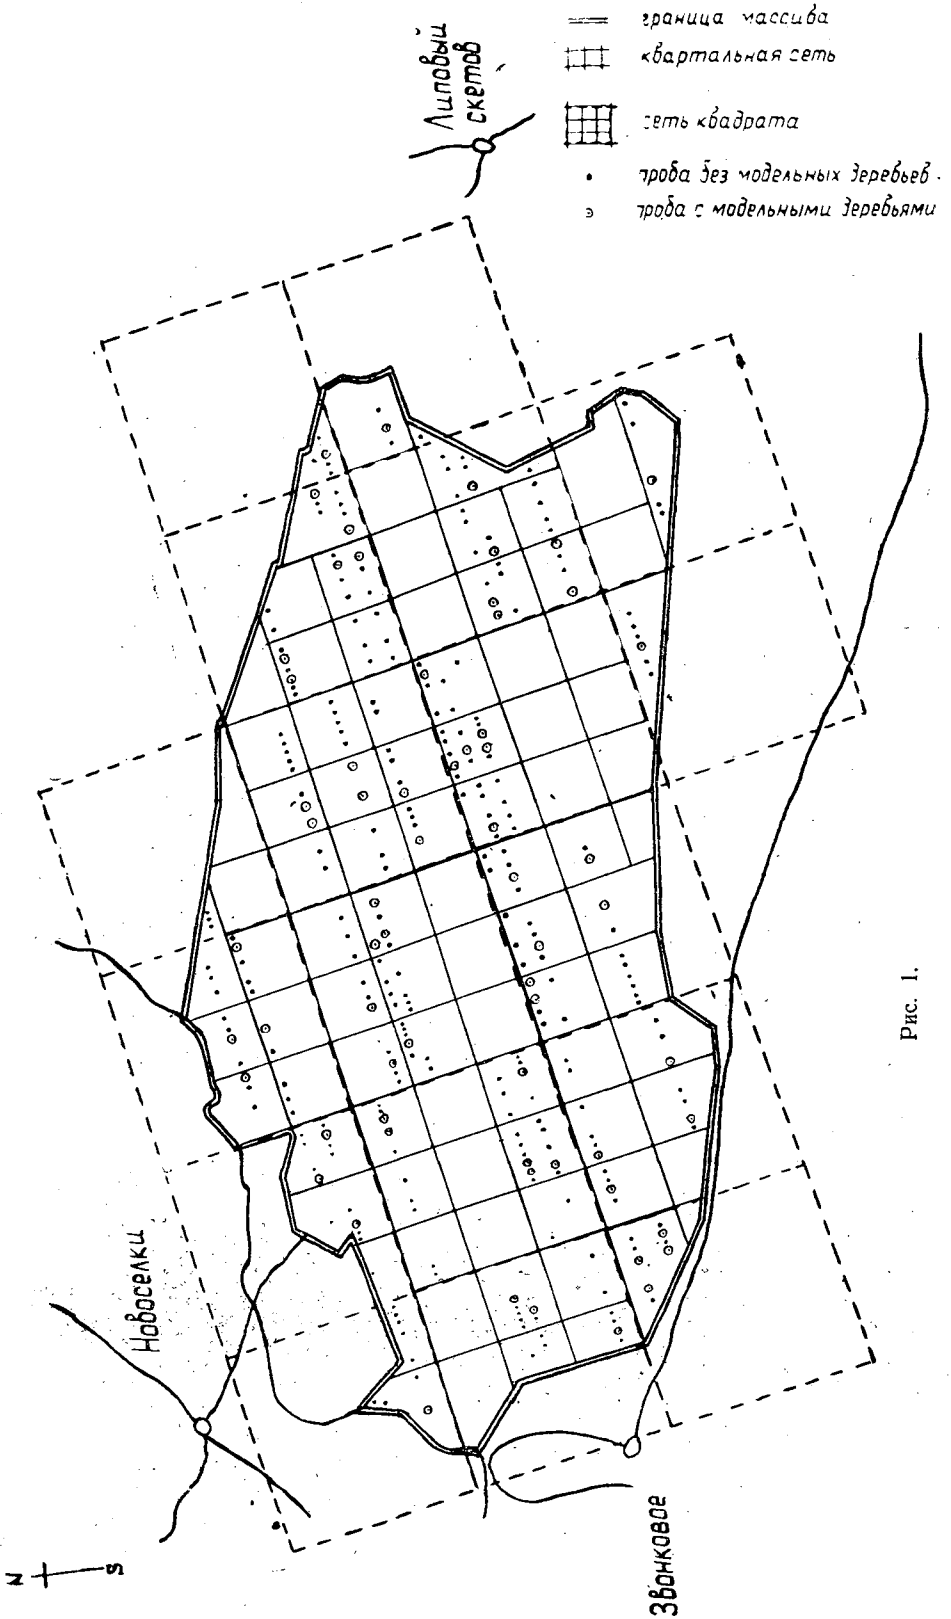 граница массива
квартальная сеть
сеть квадрата
проба без модельных деревьев
проба с модельными деревьями
Липовый
скетов
Новоселки
Звонковое
N
S
Рис. 1.